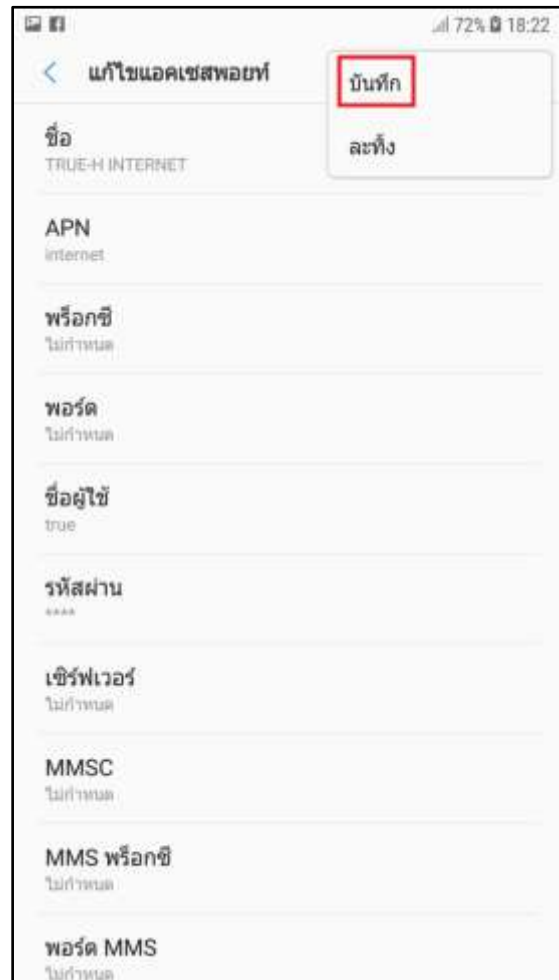 72% 18:22
แก้ไขแอคเซสพอยท์
บันทึก
ละทิ้ง
ชื่อ
TRUE-H INTERNET
APN
internet
พร็อกซี
ไม่กำหนด
พอร์ต
ไม่กำหนด
ชื่อผู้ใช้
true
รหัสผ่าน
****
เซิร์ฟเวอร์
ไม่กำหนด
MMSC
ไม่กำหนด
MMS พร็อกซี
ไม่กำหนด
พอร์ต MMS
ไม่กำหนด